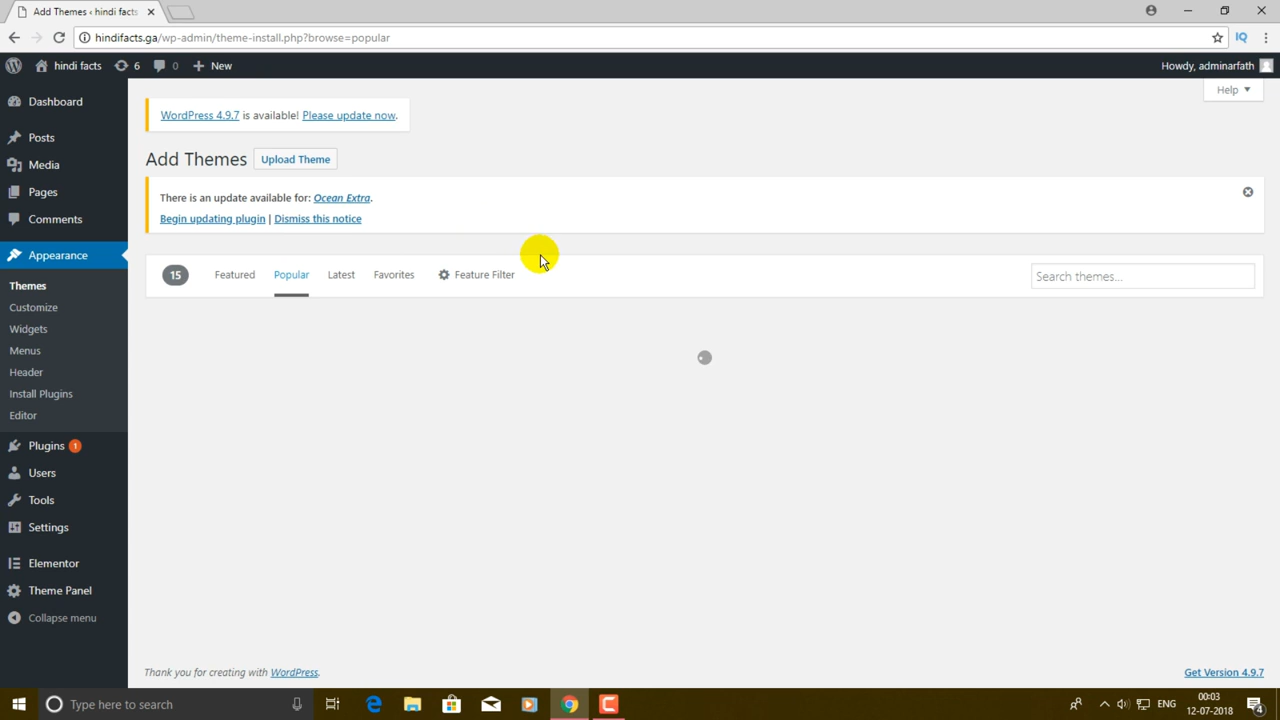 Add Themes ‹ hindi facts
hindifacts.ga/wp-admin/theme-install.php?browse=popular
IQ
hindi facts 6 0 New
Howdy, adminarfath
Help
Dashboard
Posts
Media
Pages
Comments
Appearance
Themes
Customize
Widgets
Menus
Header
Install Plugins
Editor
Plugins 1
Users
Tools
Settings
Elementor
Theme Panel
Collapse menu
WordPress 4.9.7 is available! Please update now.
Add Themes Upload Theme
There is an update available for: Ocean Extra.
Begin updating plugin | Dismiss this notice
15 Featured Popular Latest Favorites Feature Filter Search themes...
Thank you for creating with WordPress.
Get Version 4.9.7
Type here to search
ENG
00:03
12-07-2018
4